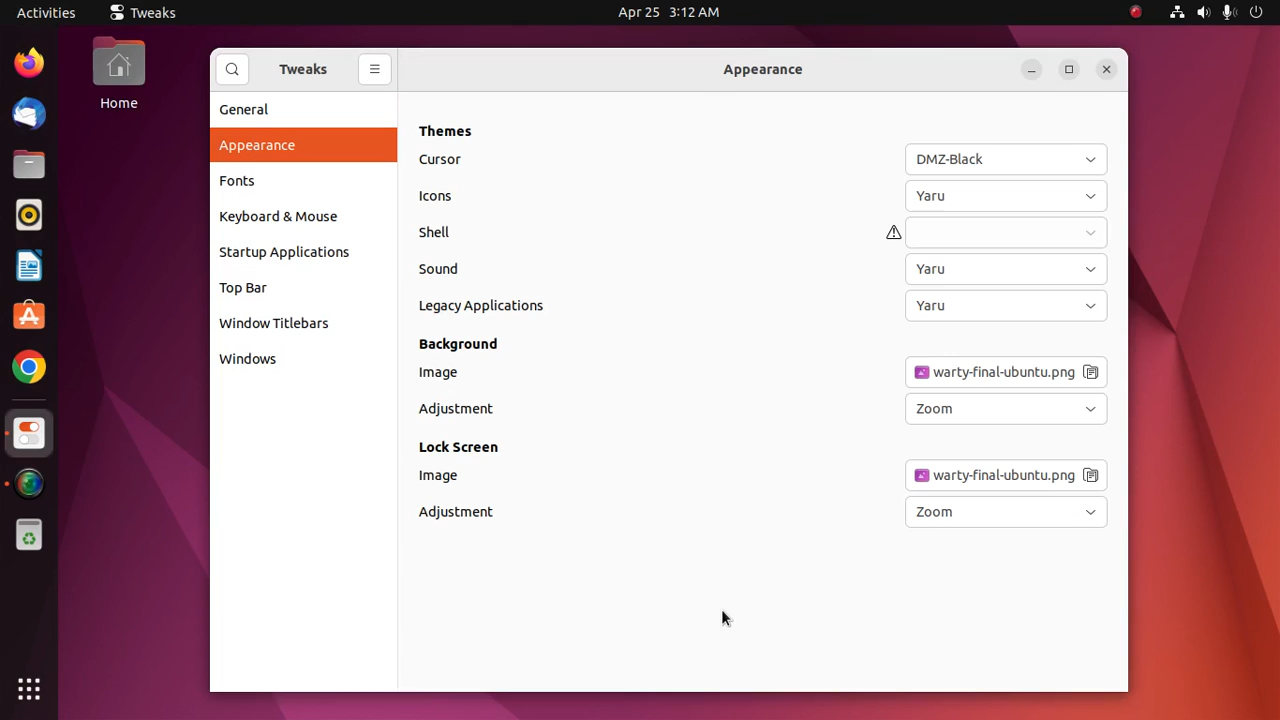 Activities Tweaks Apr 25 3:12 AM
Home
Tweaks Appearance
General
Appearance
Fonts
Keyboard & Mouse
Startup Applications
Top Bar
Window Titlebars
Windows
Themes
Cursor DMZ-Black
Icons Yaru
Shell
Sound Yaru
Legacy Applications Yaru
Background
Image warty-final-ubuntu.png
Adjustment Zoom
Lock Screen
Image warty-final-ubuntu.png
Adjustment Zoom